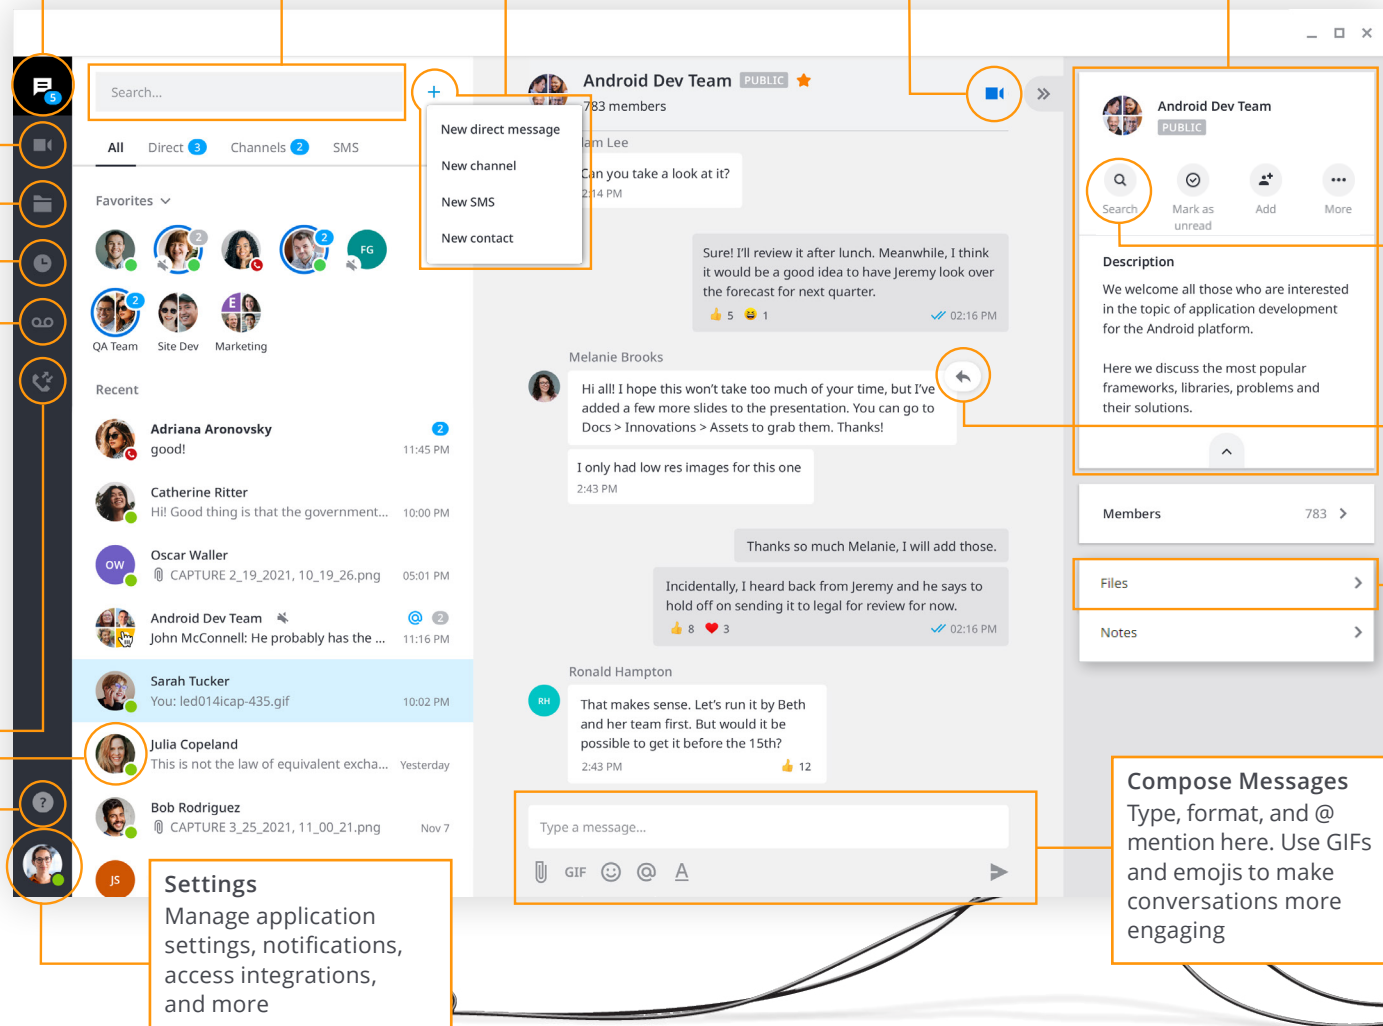 5
Search...
+
All Direct 3 Channels 2 SMS
New direct message
New channel
New SMS
New contact
Favorites
2
2
FG
2
E
QA Team Site Dev Marketing
Recent
Adriana Aronovsky 2
good! 11:45 PM
Catherine Ritter
Hi! Good thing is that the government... 10:00 PM
OW
Oscar Waller
CAPTURE 2_19_2021, 10_19_26.png 05:01 PM
Android Dev Team @ 2
John McConnell: He probably has the ... 11:16 PM
Sarah Tucker
You: led014icap-435.gif 10:02 PM
Julia Copeland
This is not the law of equivalent excha... Yesterday
Bob Rodriguez
CAPTURE 3_25_2021, 11_00_21.png Nov 7
JS
?
Settings
Manage application
settings, notifications,
access integrations,
and more
Android Dev Team PUBLIC
783 members
am Lee
Can you take a look at it?
2:14 PM
Sure! I'll review it after lunch. Meanwhile, I think
it would be a good idea to have Jeremy look over
the forecast for next quarter.
5 1 02:16 PM
Melanie Brooks
Hi all! I hope this won't take too much of your time, but I've
added a few more slides to the presentation. You can go to
Docs > Innovations > Assets to grab them. Thanks!
I only had low res images for this one
2:43 PM
Thanks so much Melanie, I will add those.
Incidentally, I heard back from Jeremy and he says to
hold off on sending it to legal for review for now.
8 3 02:16 PM
Ronald Hampton
RH
That makes sense. Let's run it by Beth
and her team first. But would it be
possible to get it before the 15th?
2:43 PM 12
Type a message...
GIF @ A
Android Dev Team
PUBLIC
Search Mark as unread Add More
Description
We welcome all those who are interested
in the topic of application development
for the Android platform.
Here we discuss the most popular
frameworks, libraries, problems and
their solutions.
Members 783
Files
Notes
Compose Messages
Type, format, and @
mention here. Use GIFs
and emojis to make
conversations more
engaging